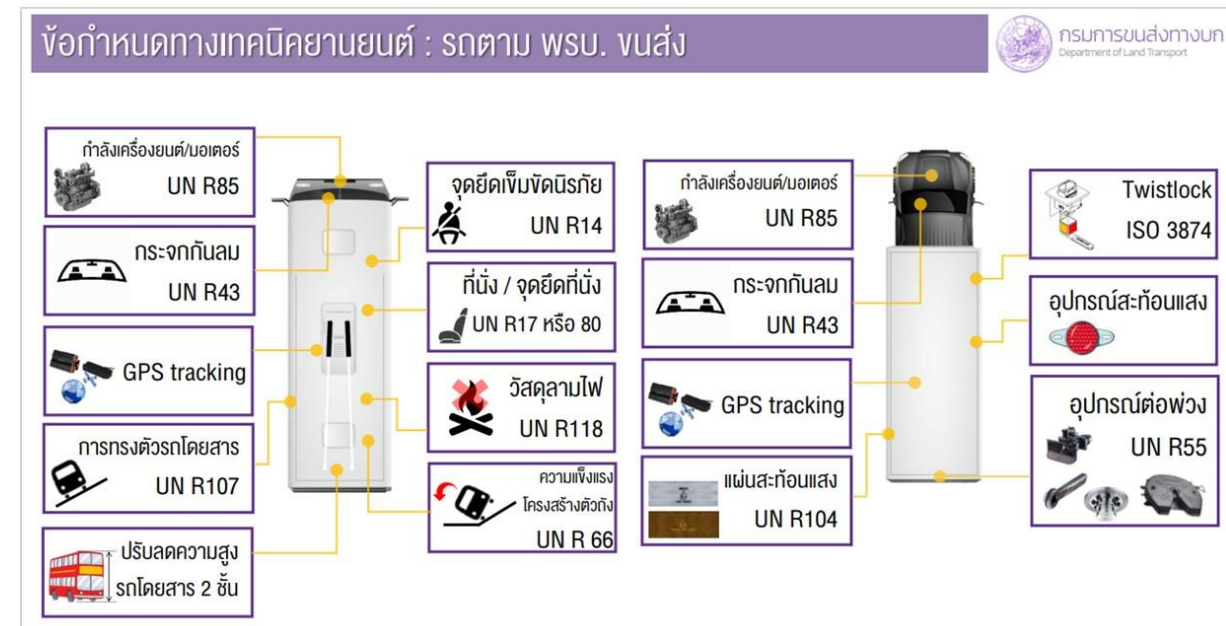 ข้อกำหนดทางเทคนิคยานยนต์ : รถตาม พรบ. ขนส่ง
กรมการขนส่งทางบก
Department of Land Transport
กำลังเครื่องยนต์/มอเตอร์
UN R85
กระจกกันลม
UN R43
GPS tracking
การทรงตัวรถโดยสาร
UN R107
ปรับลดความสูง
รถโดยสาร 2 ชั้น
จุดยึดเข็มขัดนิรภัย
UN R14
ที่นั่ง / จุดยึดที่นั่ง
UN R17 หรือ 80
วัสดุลามไฟ
UN R118
ความแข็งแรง
โครงสร้างตัวถัง
UN R 66
กำลังเครื่องยนต์/มอเตอร์
UN R85
กระจกกันลม
UN R43
GPS tracking
แผ่นสะท้อนแสง
UN R104
Twistlock
ISO 3874
อุปกรณ์สะท้อนแสง
อุปกรณ์ต่อพ่วง
UN R55